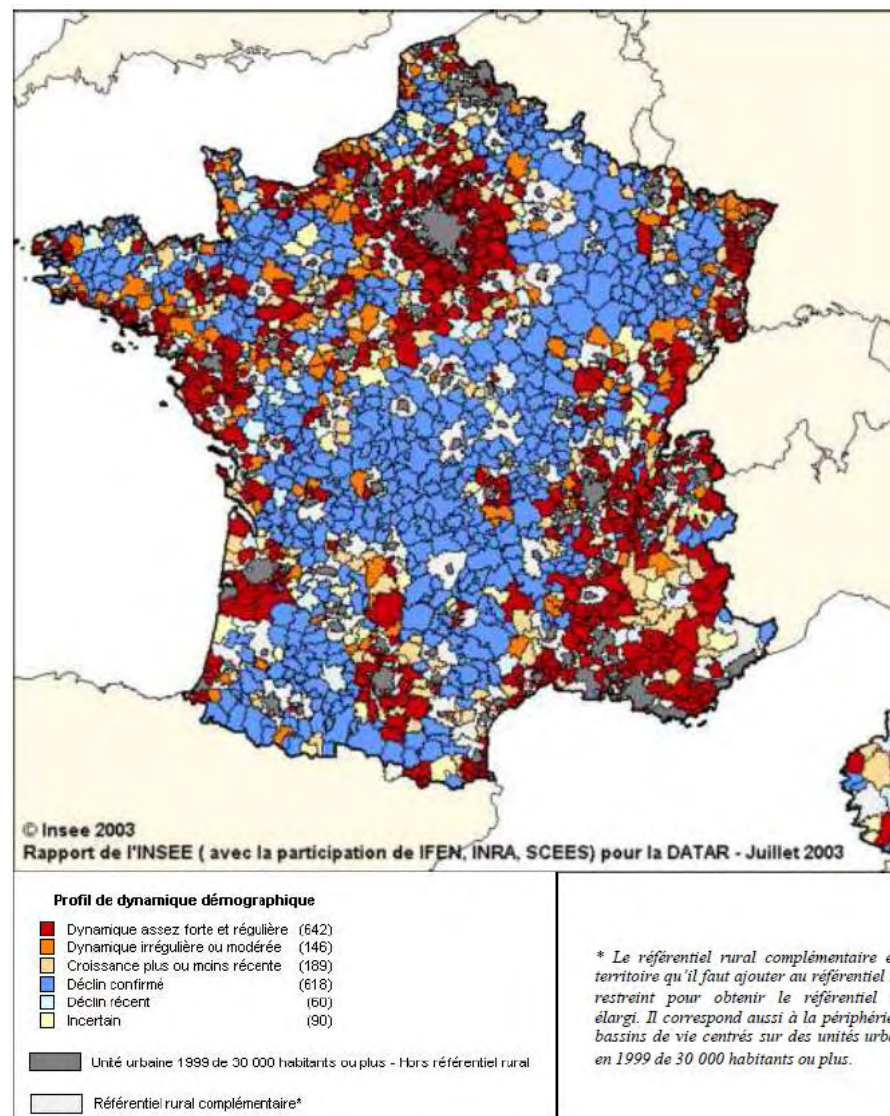 © Insee 2003
Rapport de l'INSEE ( avec la participation de IFEN, INRA, SCEES) pour la DATAR - Juillet 2003
Profil de dynamique démographique
Dynamique assez forte et régulière (642)
Dynamique irrégulière ou modérée (146)
Croissance plus ou moins récente (189)
Déclin confirmé (618)
Déclin récent (60)
Incertain (90)
Unité urbaine 1999 de 30 000 habitants ou plus - Hors référentiel rural
Référentiel rural complémentaire*
* Le référentiel rural complémentaire
territoire qu'il faut ajouter au référentiel
restreint pour obtenir le référentiel
élargi. Il correspond aussi à la périphérie
bassins de vie centrés sur des unités
en 1999 de 30 000 habitants ou plus.